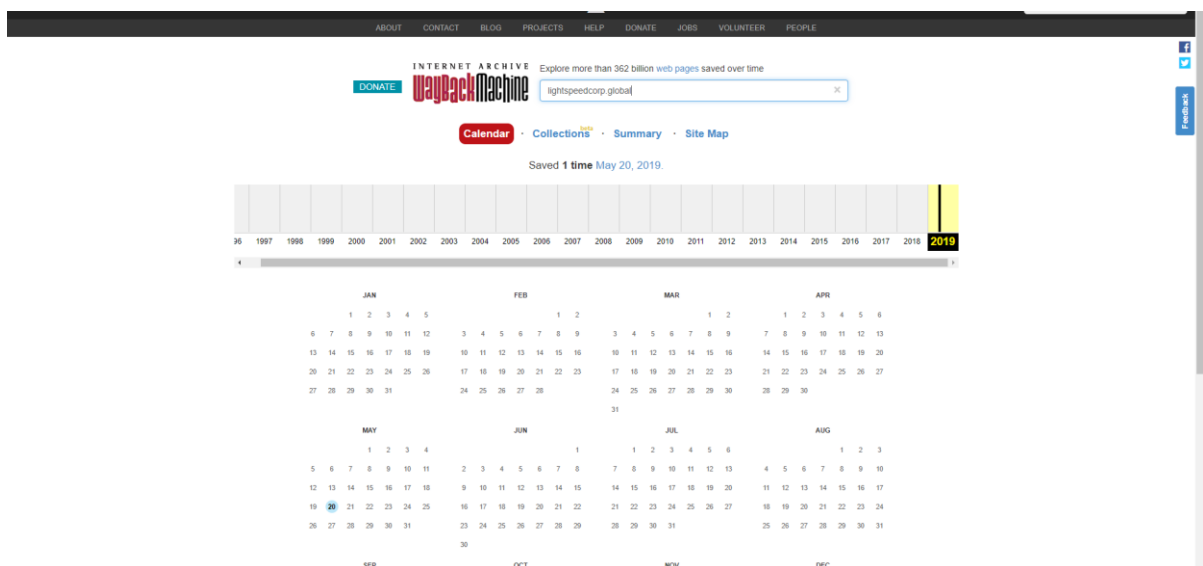 ABOUT CONTACT BLOG PROJECTS HELP DONATE JOBS VOLUNTEER PEOPLE
DONATE
INTERNET ARCHIVE
WayBackMachine
Explore more than 362 billion web pages saved over time
lightspeedcorp.global
×
Feedback
Calendar · Collections beta · Summary · Site Map
Saved 1 time May 20, 2019.
96 1997 1998 1999 2000 2001 2002 2003 2004 2005 2006 2007 2008 2009 2010 2011 2012 2013 2014 2015 2016 2017 2018 2019
JAN FEB MAR APR
1 2 3 4 5 1 2 1 2 1 2 3 4 5 6
6 7 8 9 10 11 12 3 4 5 6 7 8 9 3 4 5 6 7 8 9 7 8 9 10 11 12 13
13 14 15 16 17 18 19 10 11 12 13 14 15 16 10 11 12 13 14 15 16 14 15 16 17 18 19 20
20 21 22 23 24 25 26 17 18 19 20 21 22 23 17 18 19 20 21 22 23 21 22 23 24 25 26 27
27 28 29 30 31 24 25 26 27 28 24 25 26 27 28 29 30 28 29 30
31
MAY JUN JUL AUG
1 2 3 4 1 1 2 3 4 5 6 1 2 3
5 6 7 8 9 10 11 2 3 4 5 6 7 8 7 8 9 10 11 12 13 4 5 6 7 8 9 10
12 13 14 15 16 17 18 9 10 11 12 13 14 15 14 15 16 17 18 19 20 11 12 13 14 15 16 17
19 20 21 22 23 24 25 16 17 18 19 20 21 22 21 22 23 24 25 26 27 18 19 20 21 22 23 24
26 27 28 29 30 31 23 24 25 26 27 28 29 28 29 30 31 25 26 27 28 29 30 31
30
SEP OCT NOV DEC